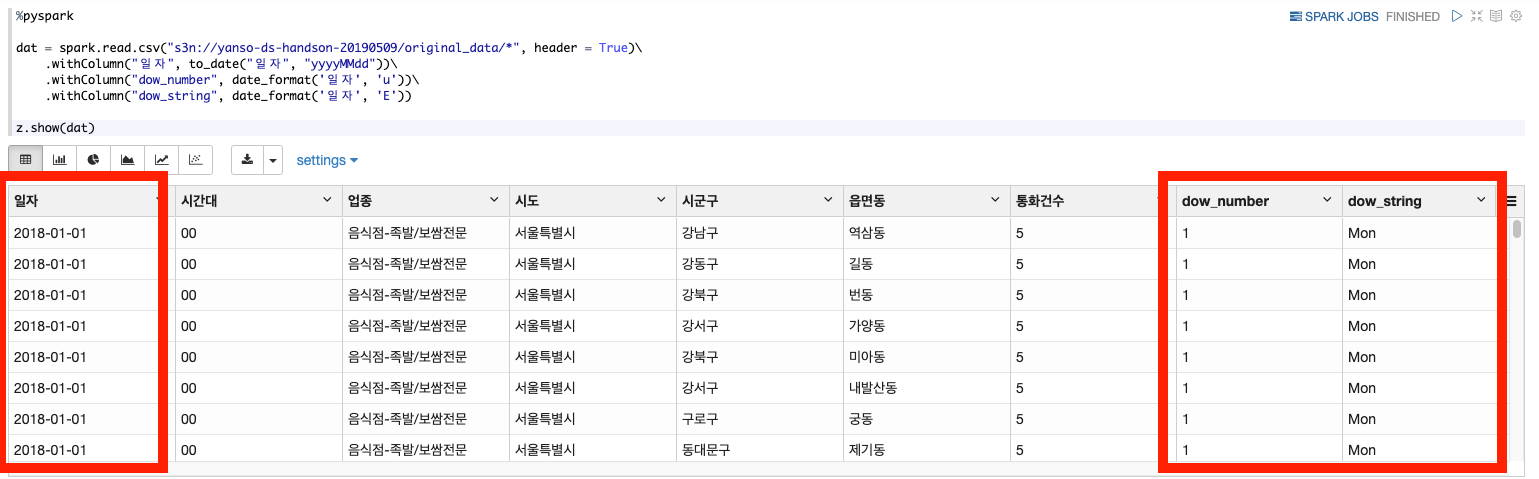 %pyspark
SPARK JOBS FINISHED
dat = spark.read.csv("s3n://yanso-ds-handson-20190509/original_data/*", header = True)\
.withColumn("일자", to_date("일자", "yyyyMMdd"))\
.withColumn("dow_number", date_format('일자', 'u'))\
.withColumn("dow_string", date_format('일자', 'E'))
z.show(dat)
settings
일자 시간대 업종 시도 시군구 읍면동 통화건수 dow_number dow_string
2018-01-01 00 음식점-족발/보쌈전문 서울특별시 강남구 역삼동 5 1 Mon
2018-01-01 00 음식점-족발/보쌈전문 서울특별시 강동구 길동 5 1 Mon
2018-01-01 00 음식점-족발/보쌈전문 서울특별시 강북구 번동 5 1 Mon
2018-01-01 00 음식점-족발/보쌈전문 서울특별시 강서구 가양동 5 1 Mon
2018-01-01 00 음식점-족발/보쌈전문 서울특별시 강북구 미아동 5 1 Mon
2018-01-01 00 음식점-족발/보쌈전문 서울특별시 강서구 내발산동 5 1 Mon
2018-01-01 00 음식점-족발/보쌈전문 서울특별시 구로구 궁동 5 1 Mon
2018-01-01 00 음식점-족발/보쌈전문 서울특별시 동대문구 제기동 5 1 Mon